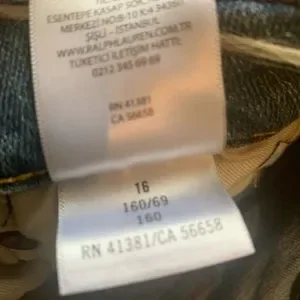 ESENTEPE KASAP SOK.
MERKEZİ NO:8-10 K:4 34394
ŞİŞLİ - İSTANBUL
WWW.RALPHLAUREN.COM.TR
TÜKETİCİ İLETİŞİM HATTI:
0212 345 69 69
RN 41381
CA 56658
16
160/69
160
RN 41381/CA 56658